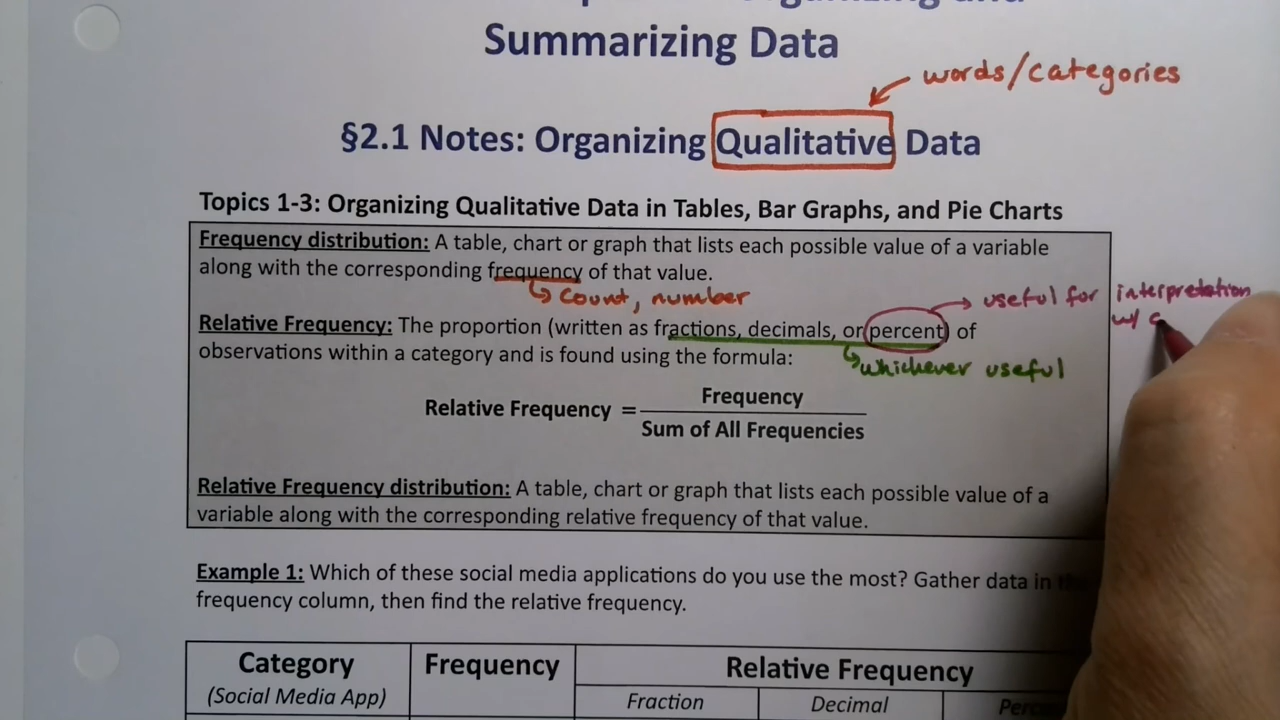 Summarizing Data
words/categories
§2.1 Notes: Organizing Qualitative Data
Topics 1-3: Organizing Qualitative Data in Tables, Bar Graphs, and Pie Charts
Frequency distribution: A table, chart or graph that lists each possible value of a variable
along with the corresponding frequency of that value.
count, number
useful for interpretation
w/
Relative Frequency: The proportion (written as fractions, decimals, or percent) of
observations within a category and is found using the formula:
whichever useful
Relative Frequency = Frequency
Sum of All Frequencies
Relative Frequency distribution: A table, chart or graph that lists each possible value of a
variable along with the corresponding relative frequency of that value.
Example 1: Which of these social media applications do you use the most? Gather data in
frequency column, then find the relative frequency.
Category Frequency Relative Frequency
(Social Media App) Fraction Decimal